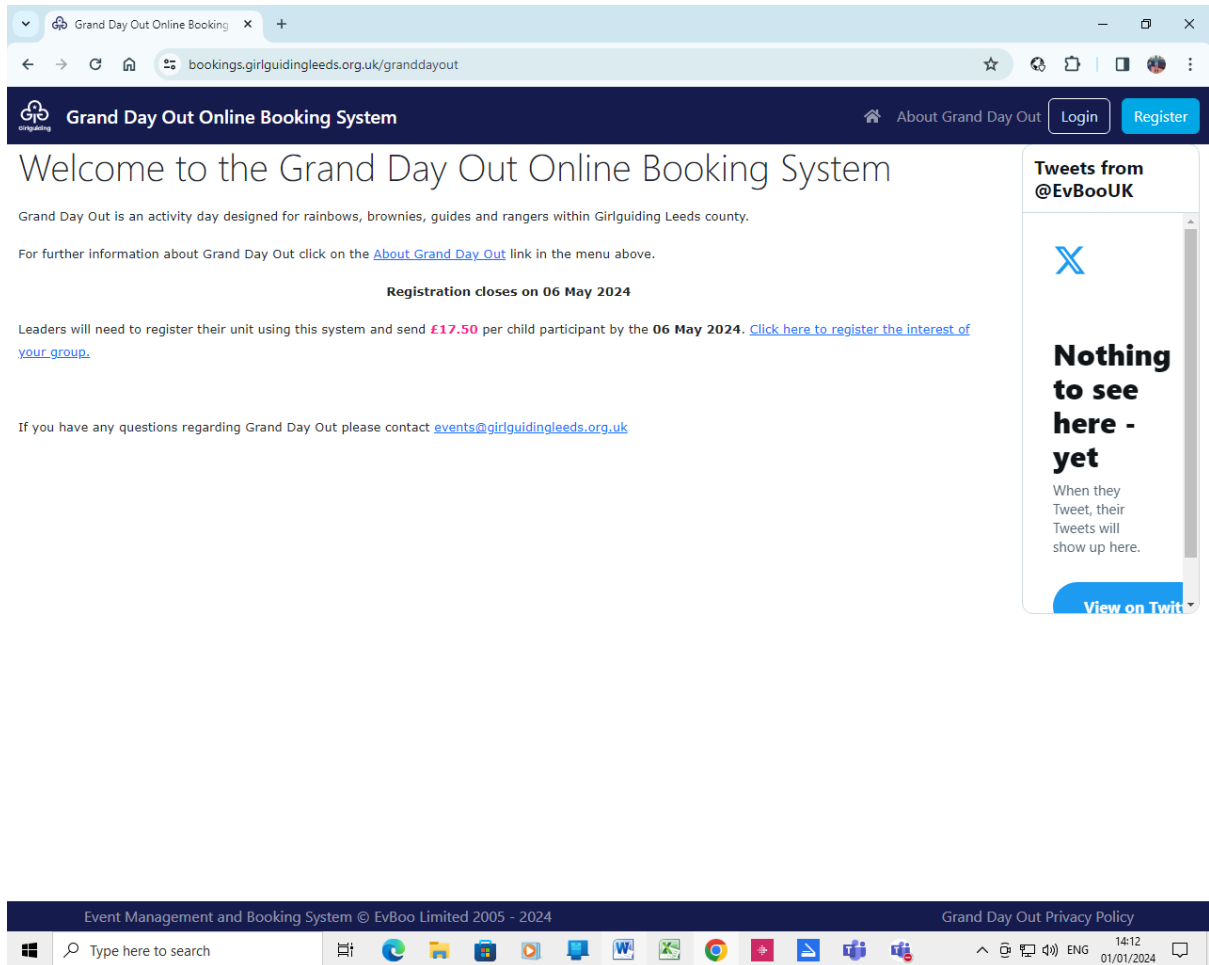 Grand Day Out Online Booking
bookings.girlguidingleeds.org.uk/granddayout
Girlguiding
Grand Day Out Online Booking System
About Grand Day Out
Login
Register
Welcome to the Grand Day Out Online Booking System
Grand Day Out is an activity day designed for rainbows, brownies, guides and rangers within Girlguiding Leeds county.
For further information about Grand Day Out click on the About Grand Day Out link in the menu above.
Registration closes on 06 May 2024
Leaders will need to register their unit using this system and send £17.50 per child participant by the 06 May 2024. Click here to register the interest of
your group.
If you have any questions regarding Grand Day Out please contact events@girlguidingleeds.org.uk
Tweets from
@EvBooUK
Nothing
to see
here -
yet
When they
Tweet, their
Tweets will
show up here.
View on Twit
Event Management and Booking System © EvBoo Limited 2005 - 2024
Grand Day Out Privacy Policy
Type here to search
ENG
14:12
01/01/2024